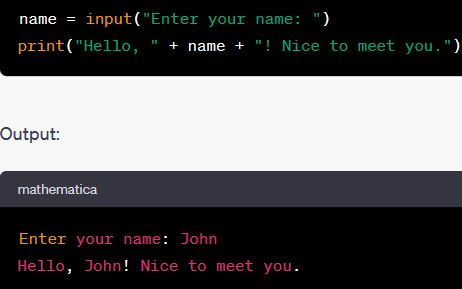 name = input("Enter your name: ")
print("Hello, " + name + "! Nice to meet you.")
Output:
mathematica
Enter your name: John
Hello, John! Nice to meet you.